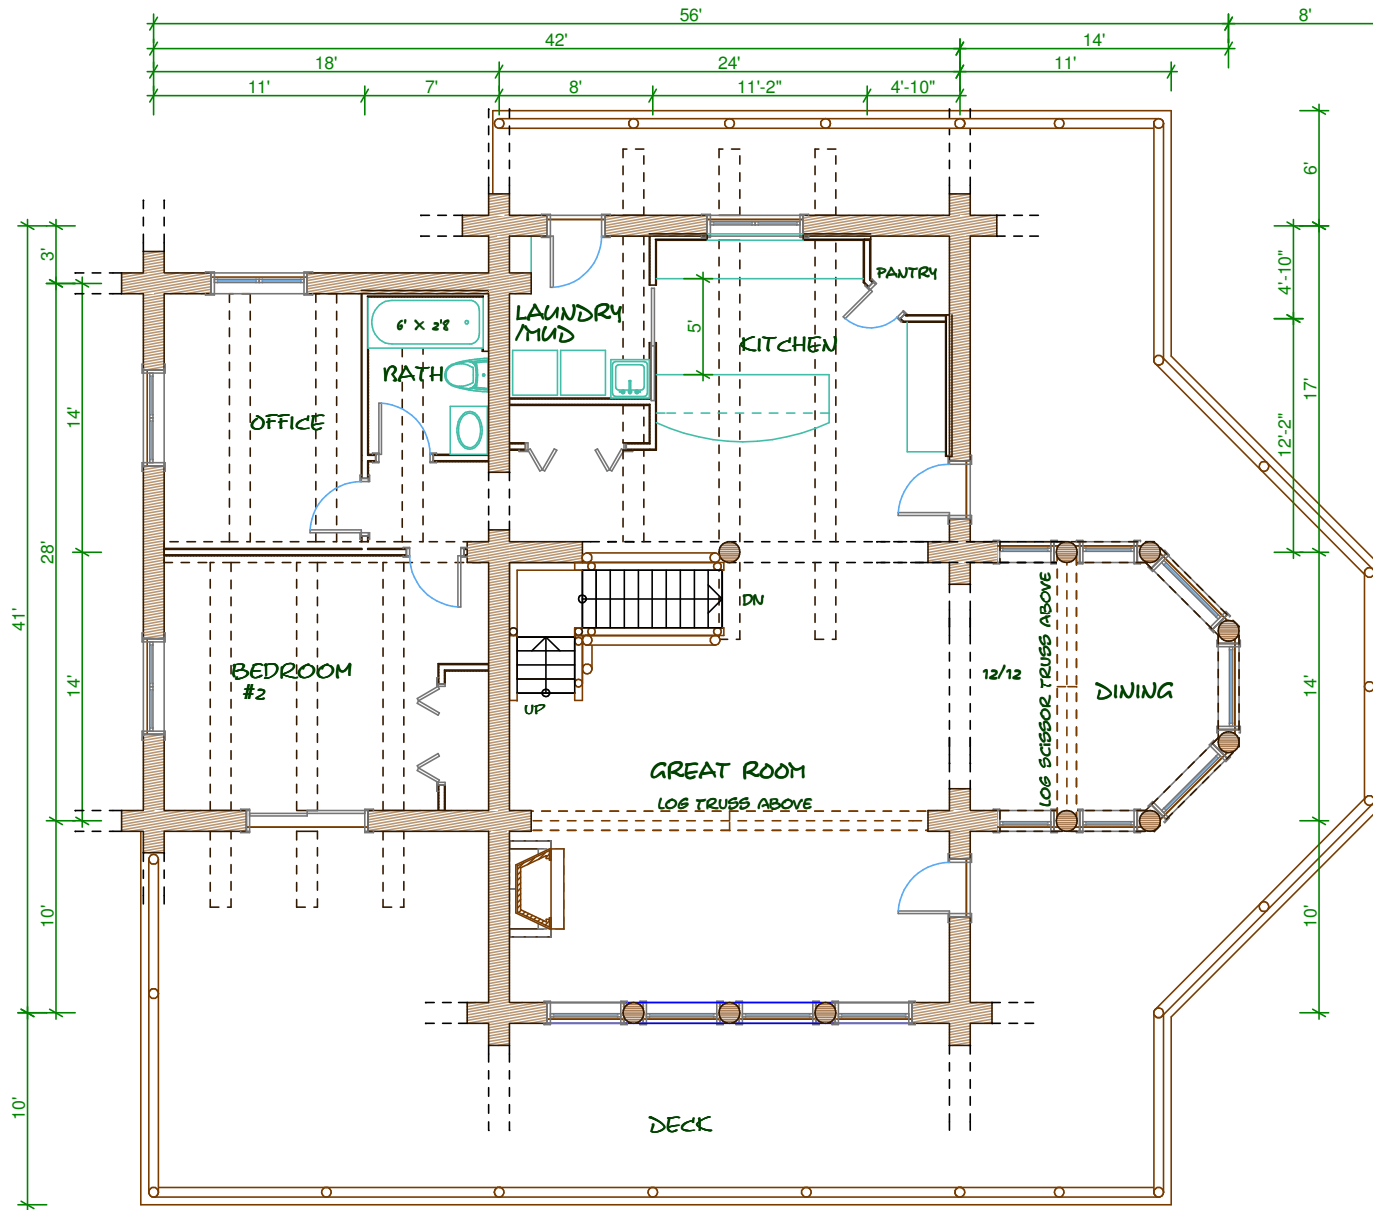 56'
8'
42'
14'
18'
24'
11'
11'
7'
8'
11'-2"
4'-10"
6'
3'
PANTRY
4'-10"
LAUNDRY
/MUD
6' X 2'8
5'
KITCHEN
BATH
17'
14'
OFFICE
12'-2"
28'
DN
41'
BEDROOM
#2
14'
UP
12/12
LOG SCISSOR TRUSS ABOVE
DINING
14'
GREAT ROOM
LOG TRUSS ABOVE
10'
10'
10'
DECK